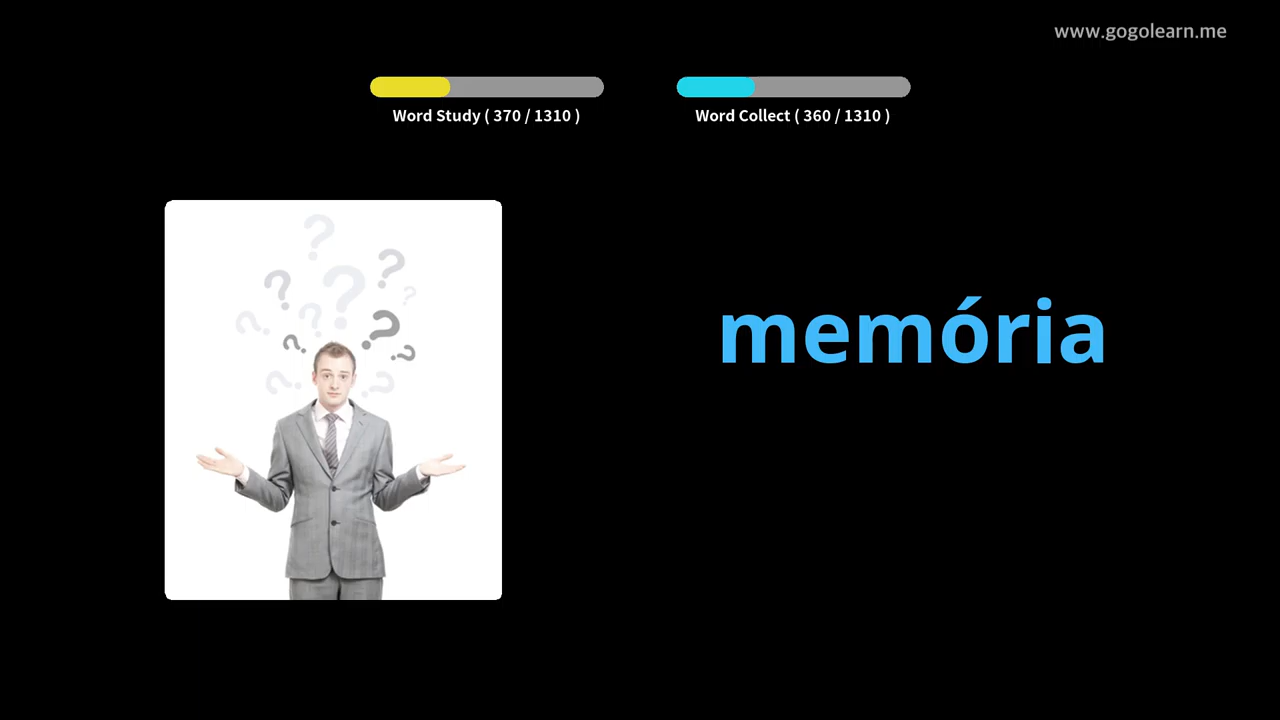 www.gogolearn.me
Word Study ( 370 / 1310 )
Word Collect ( 360 / 1310 )
? ? ? ? ? ? ? ? ? ? ?
memória